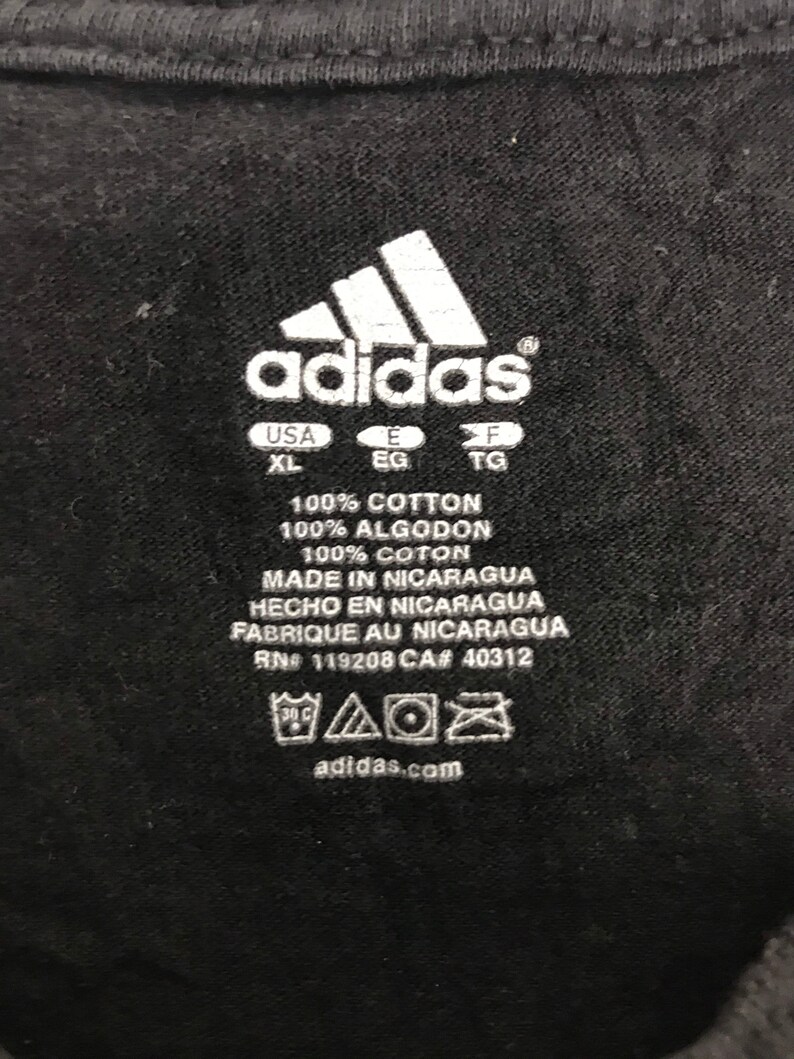 adidas®
USA E F
XL EG TG
100% COTTON
100% ALGODON
100% COTON
MADE IN NICARAGUA
HECHO EN NICARAGUA
FABRIQUE AU NICARAGUA
RN# 119208 CA# 40312
30 C
adidas.com